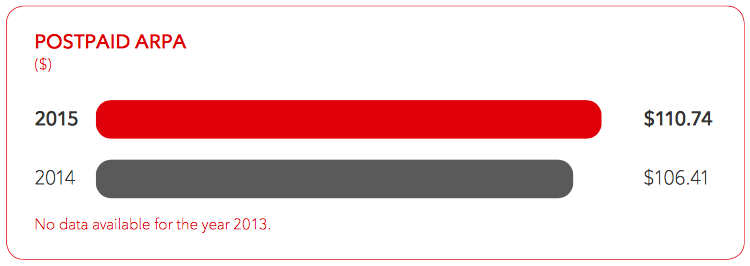 POSTPAID ARPA
($)
2015 $110.74
2014 $106.41
No data available for the year 2013.